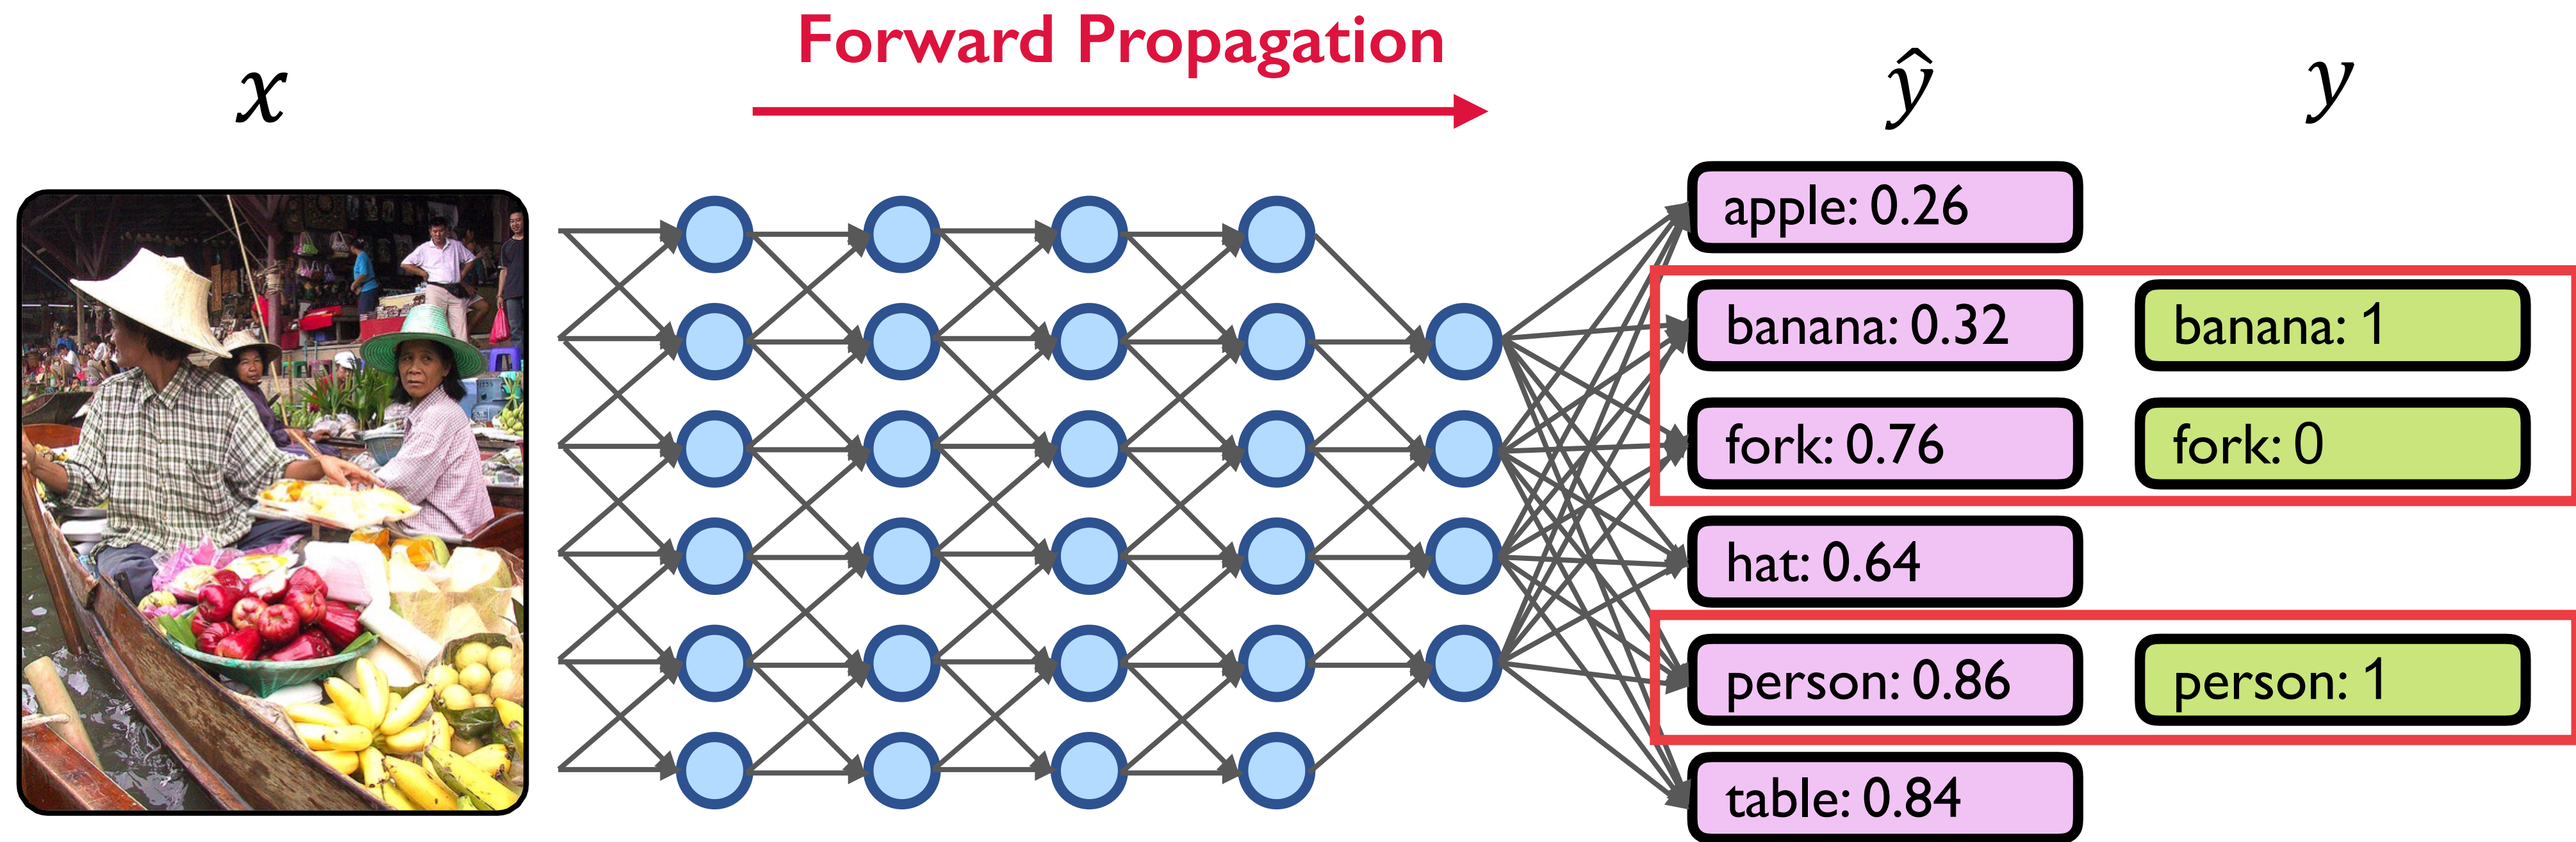 Forward Propagation
x
ŷ
y
apple: 0.26
banana: 0.32
banana: 1
fork: 0.76
fork: 0
hat: 0.64
person: 0.86
person: 1
table: 0.84